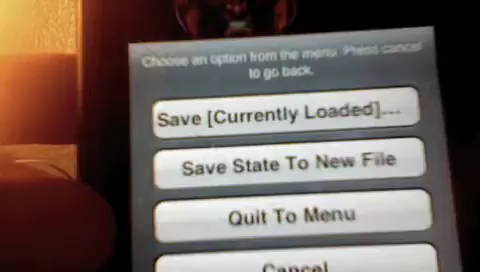 Choose an option from the menu. Press cancel
to go back.
Save [Currently Loaded]....
Save State To New File
Quit To Menu
Cancel